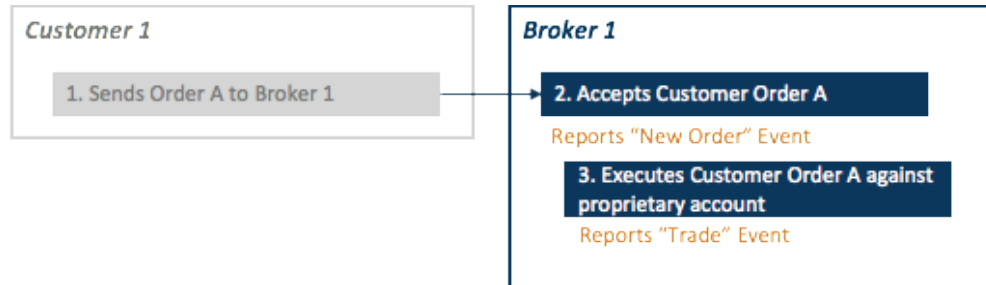 Customer 1
1. Sends Order A to Broker 1
Broker 1
2. Accepts Customer Order A
Reports “New Order” Event
3. Executes Customer Order A against
proprietary account
Reports “Trade” Event